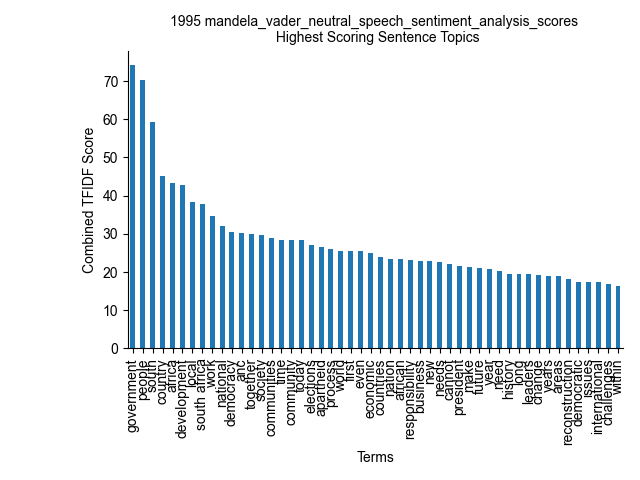 1995 mandela_vader_neutral_speech_sentiment_analysis_scores
Highest Scoring Sentence Topics
Combined TFIDF Score
70
60
50
40
30
20
10
0
government
people
south
country
africa
development
local
south africa
work
national
democracy
anc
together
society
communities
time
community
today
elections
apartheid
process
world
first
even
economic
countries
nation
african
responsibility
business
new
needs
cannot
president
make
future
year
need
history
long
leaders
change
years
areas
reconstruction
democratic
issues
international
challenges
within
Terms